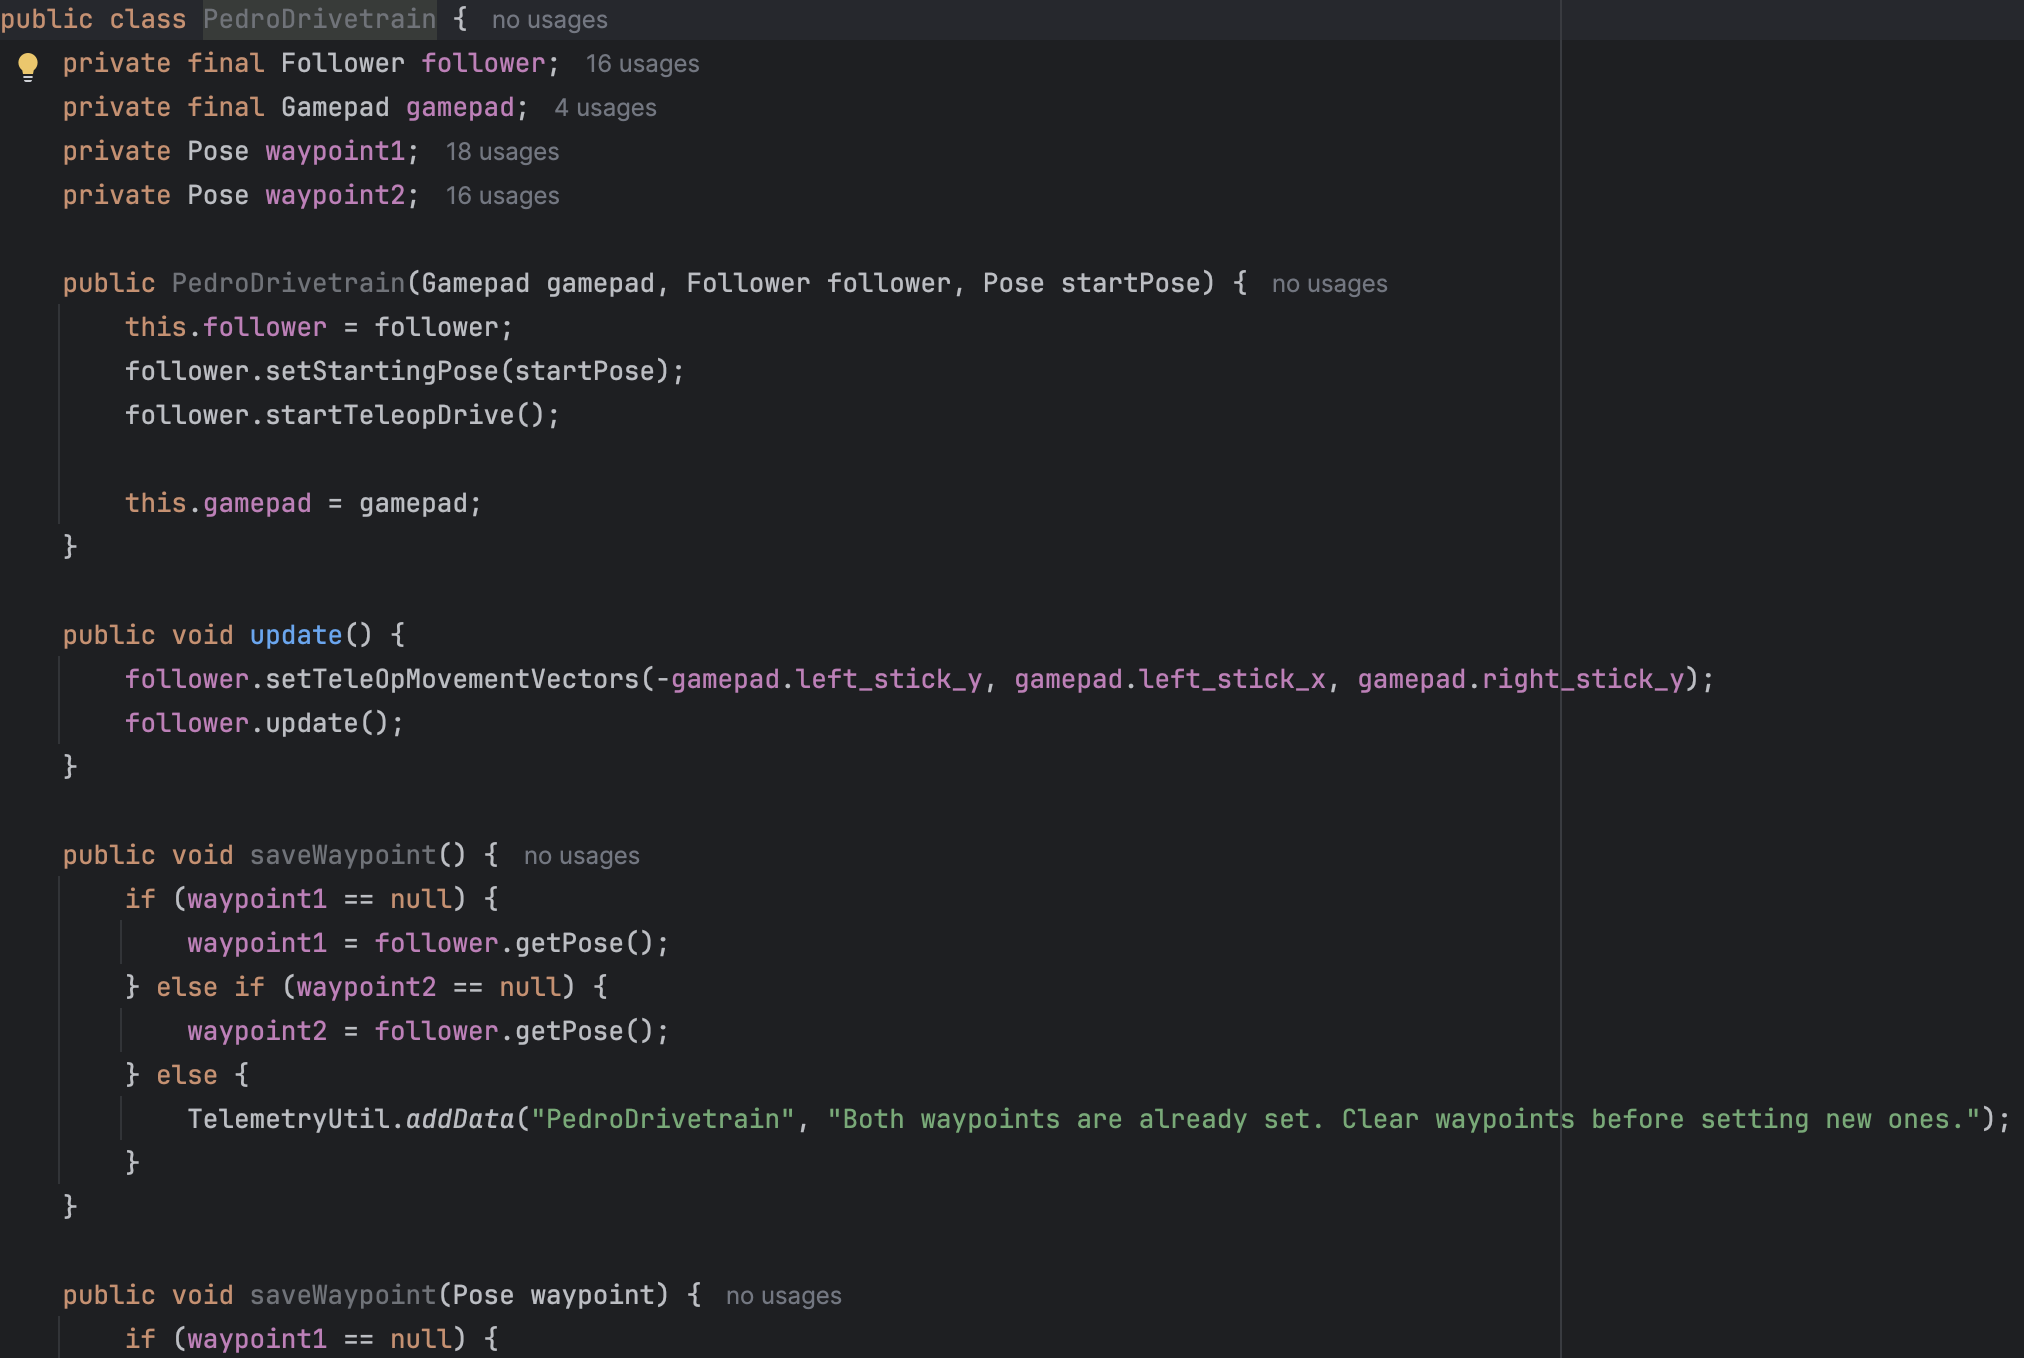 public class PedroDrivetrain { no usages
private final Follower follower; 16 usages
private final Gamepad gamepad; 4 usages
private Pose waypoint1; 18 usages
private Pose waypoint2; 16 usages
public PedroDrivetrain(Gamepad gamepad, Follower follower, Pose startPose) { no usages
this.follower = follower;
follower.setStartingPose(startPose);
follower.startTeleopDrive();
this.gamepad = gamepad;
}
public void update() {
follower.setTeleOpMovementVectors(-gamepad.left_stick_y, gamepad.left_stick_x, gamepad.right_stick_y);
follower.update();
}
public void saveWaypoint() { no usages
if (waypoint1 == null) {
waypoint1 = follower.getPose();
} else if (waypoint2 == null) {
waypoint2 = follower.getPose();
} else {
TelemetryUtil.addData("PedroDrivetrain", "Both waypoints are already set. Clear waypoints before setting new ones.");
}
}
public void saveWaypoint(Pose waypoint) { no usages
if (waypoint1 == null) {